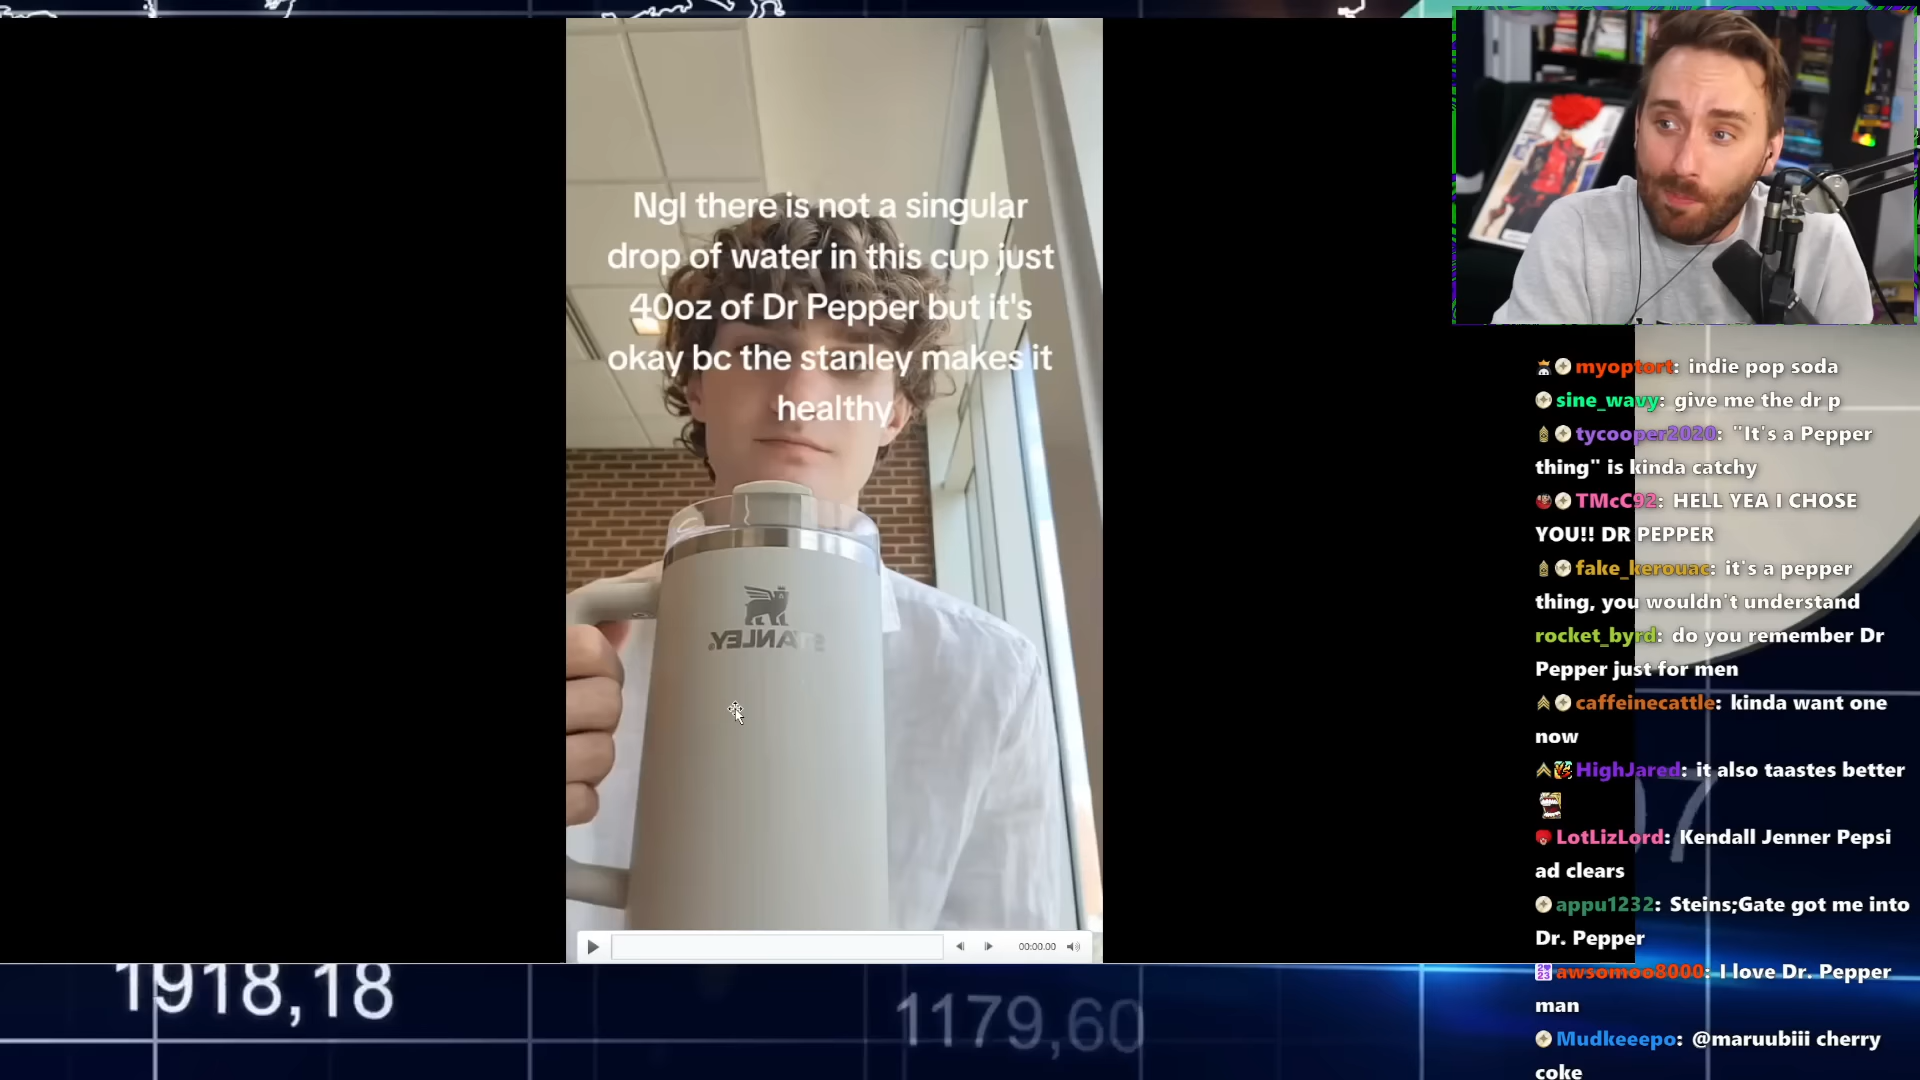 Ngl there is not a singular
drop of water in this cup just
40oz of Dr Pepper but it's
okay bc the stanley makes it
healthy
STANLEY
00:00.00
myoptort: indie pop soda
sine_wavy: give me the dr p
tycooper2020: "It's a Pepper
thing" is kinda catchy
TMcC92: HELL YEA I CHOSE
YOU!! DR PEPPER
fake_kerouac: it's a pepper
thing, you wouldn't understand
rocket_byrd: do you remember Dr
Pepper just for men
caffeinecattle: kinda want one
now
HighJared: it also taastes better
LotLizLord: Kendall Jenner Pepsi
ad clears
appu1232: Steins;Gate got me into
Dr. Pepper
awsomoo8000: I love Dr. Pepper
man
Mudkeeepo: @maruubiii cherry
coke
1918,18
1179,60